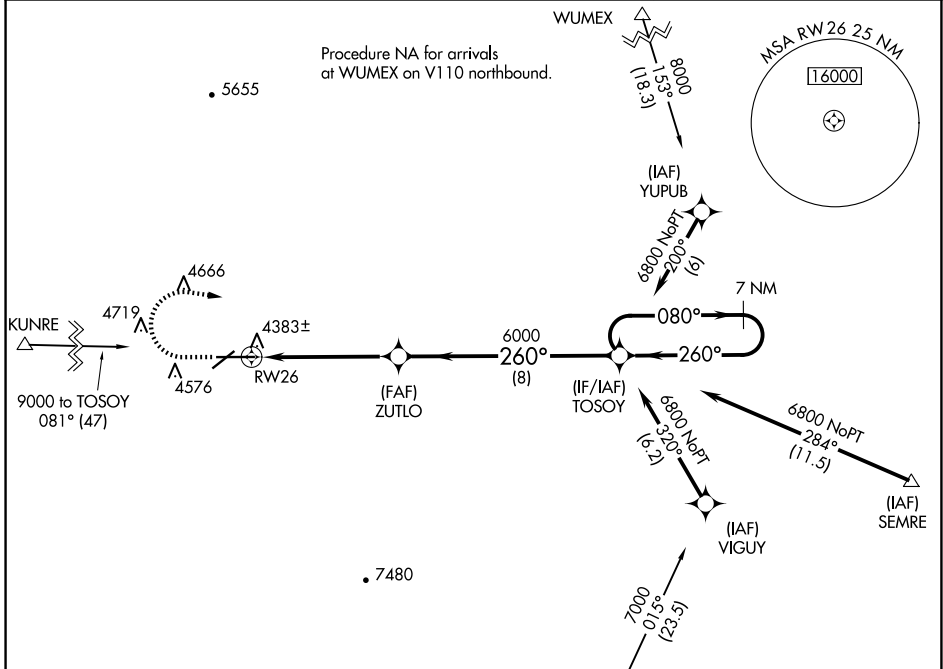 WUMEX
Procedure NA for arrivals
at WUMEX on V110 northbound.
8000
153°
(18.3)
MSA RW26 25 NM
16000
5655
(IAF)
YUPUB
6800 NoPT
200°
(6)
4666
4719
4383±
KUNRE
4576
RW26
9000 to TOSOY
081° (47)
(FAF)
ZUTLO
6000
260°
(8)
(IF/IAF)
TOSOY
080°
7 NM
260°
6800 NoPT
320°
(6.2)
6800 NoPT
284°
(11.5)
(IAF)
SEMRE
(IAF)
VIGUY
7480
7000
015°
(23.5)